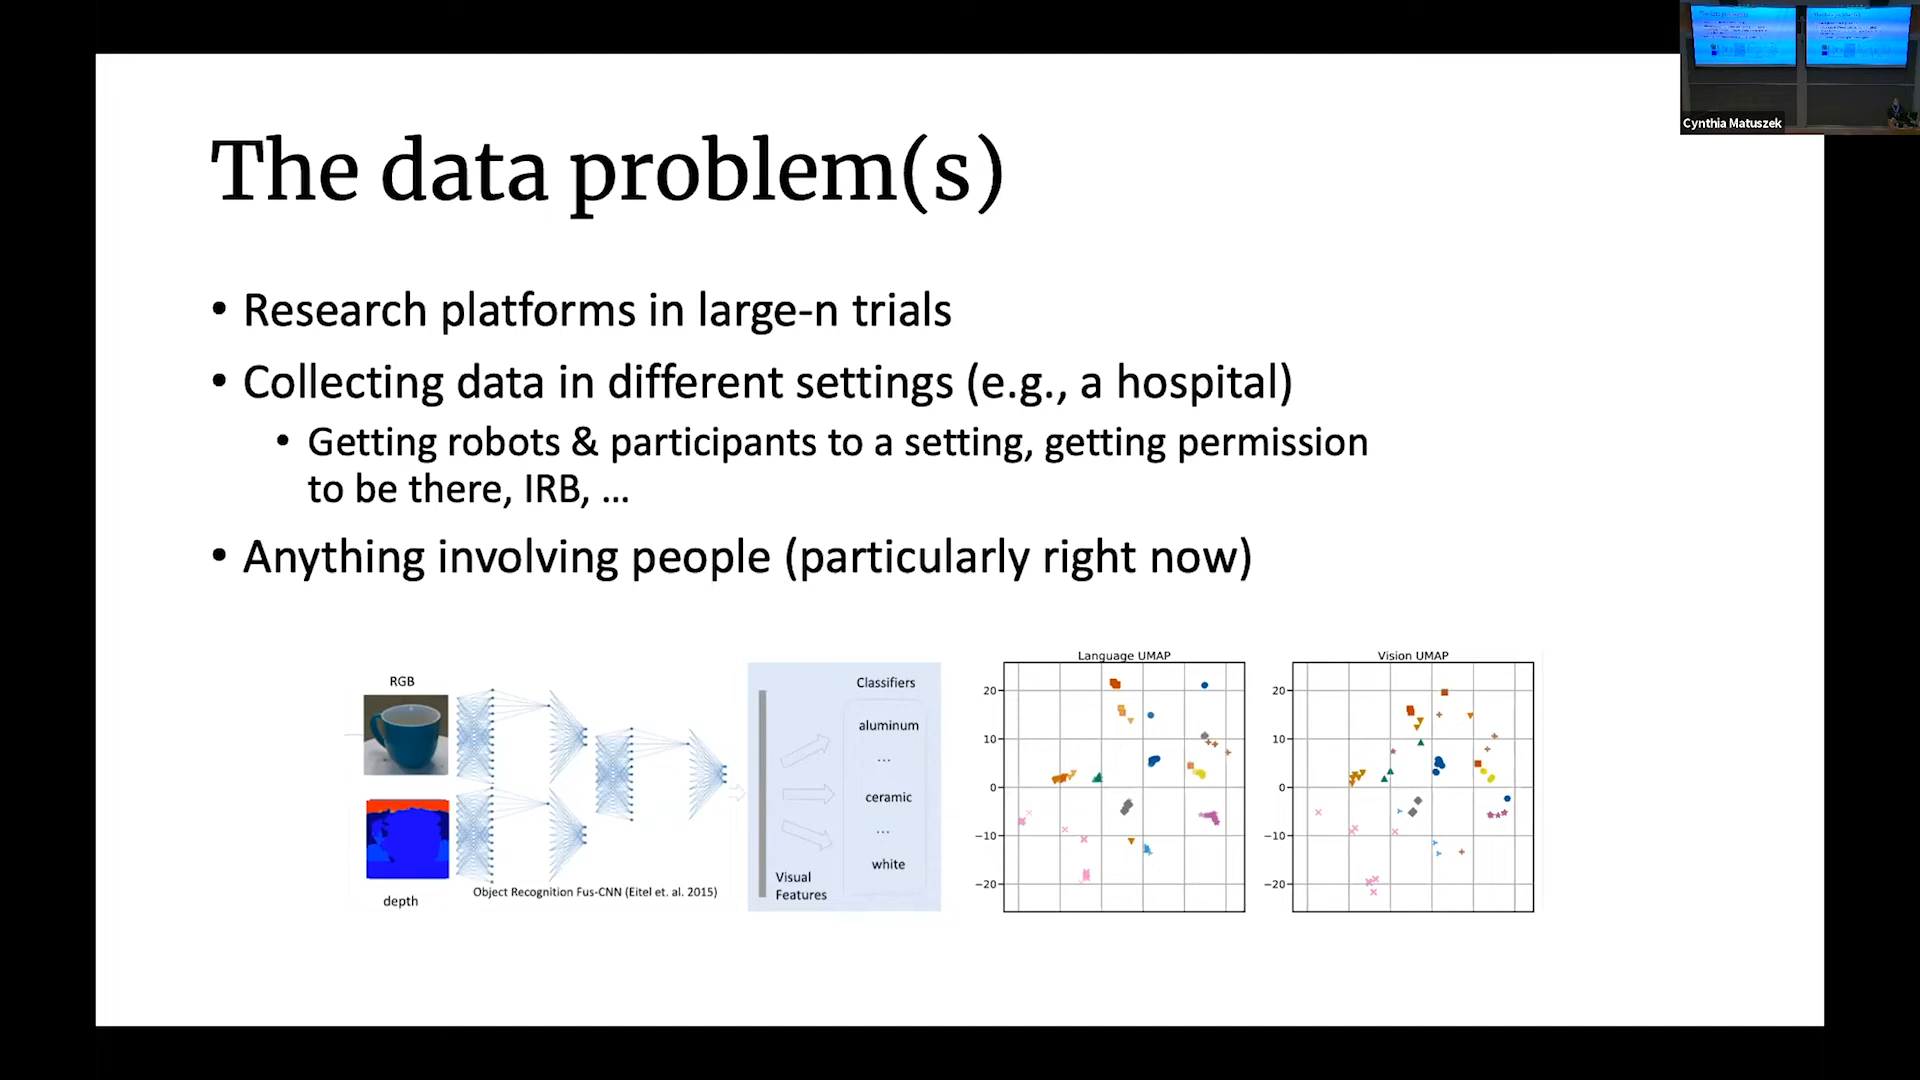 The data problem(s)
• Research platforms in large-n trials
• Collecting data in different settings (e.g., a hospital)
• Getting robots & participants to a setting, getting permission
to be there, IRB, ...
• Anything involving people (particularly right now)
RGB
depth
Object Recognition Fus-CNN (Eitel et. al. 2015)
Classifiers
aluminum
...
ceramic
...
white
Visual
Features
Language UMAP
20
10
0
−10
−20
Vision UMAP
20
10
0
−10
−20
Cynthia Matuszek